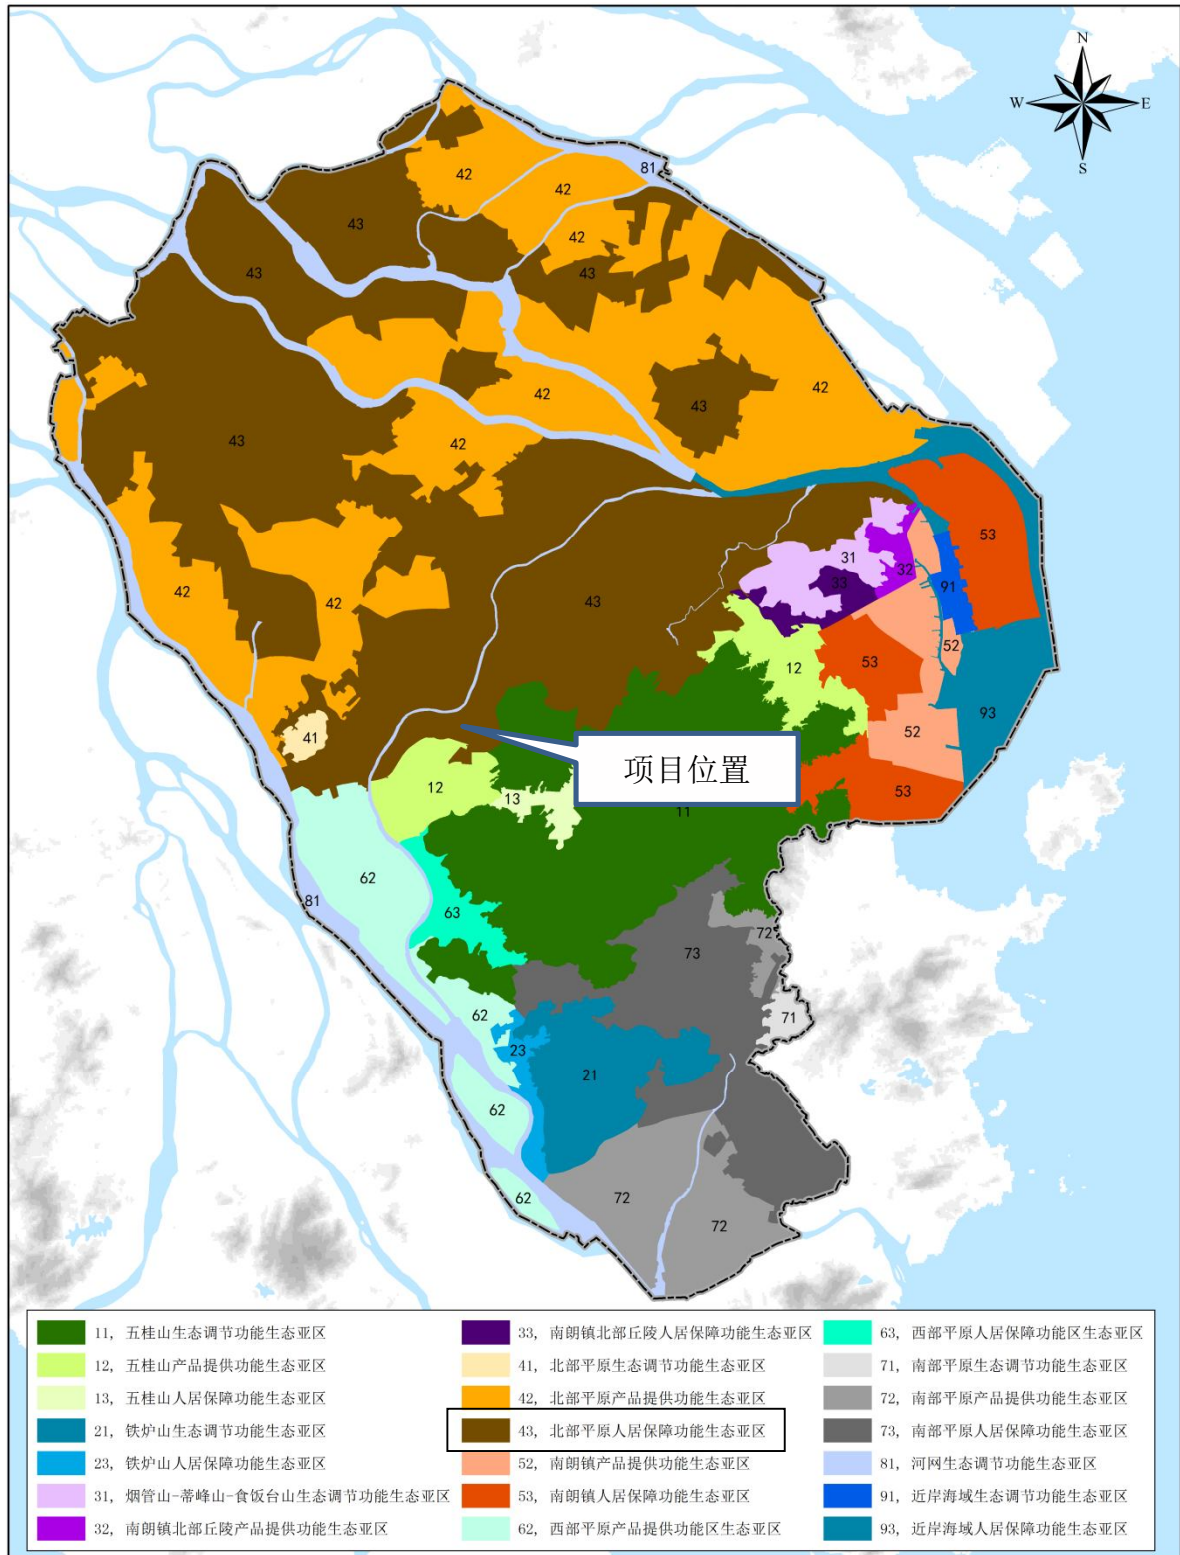 N
W E
S
81
42
42
43
42
43
43
42
43
42
43
42
53
31
32
33
91
42
42
43
52
12
53
93
41
52
项目位置
12
13
53
11
62
81
63
72
73
71
62
23
21
62
62
72
72
11, 五桂山生态调节功能生态亚区
12, 五桂山产品提供功能生态亚区
13, 五桂山人居保障功能生态亚区
21, 铁炉山生态调节功能生态亚区
23, 铁炉山人居保障功能生态亚区
31, 烟管山-蒂峰山-食饭台山生态调节功能生态亚区
32, 南朗镇北部丘陵产品提供功能生态亚区
33, 南朗镇北部丘陵人居保障功能生态亚区
41, 北部平原生态调节功能生态亚区
42, 北部平原产品提供功能生态亚区
43, 北部平原人居保障功能生态亚区
52, 南朗镇产品提供功能生态亚区
53, 南朗镇人居保障功能生态亚区
62, 西部平原产品提供功能区生态亚区
63, 西部平原人居保障功能区生态亚区
71, 南部平原生态调节功能生态亚区
72, 南部平原产品提供功能生态亚区
73, 南部平原人居保障功能生态亚区
81, 河网生态调节功能生态亚区
91, 近岸海域生态调节功能生态亚区
93, 近岸海域人居保障功能生态亚区